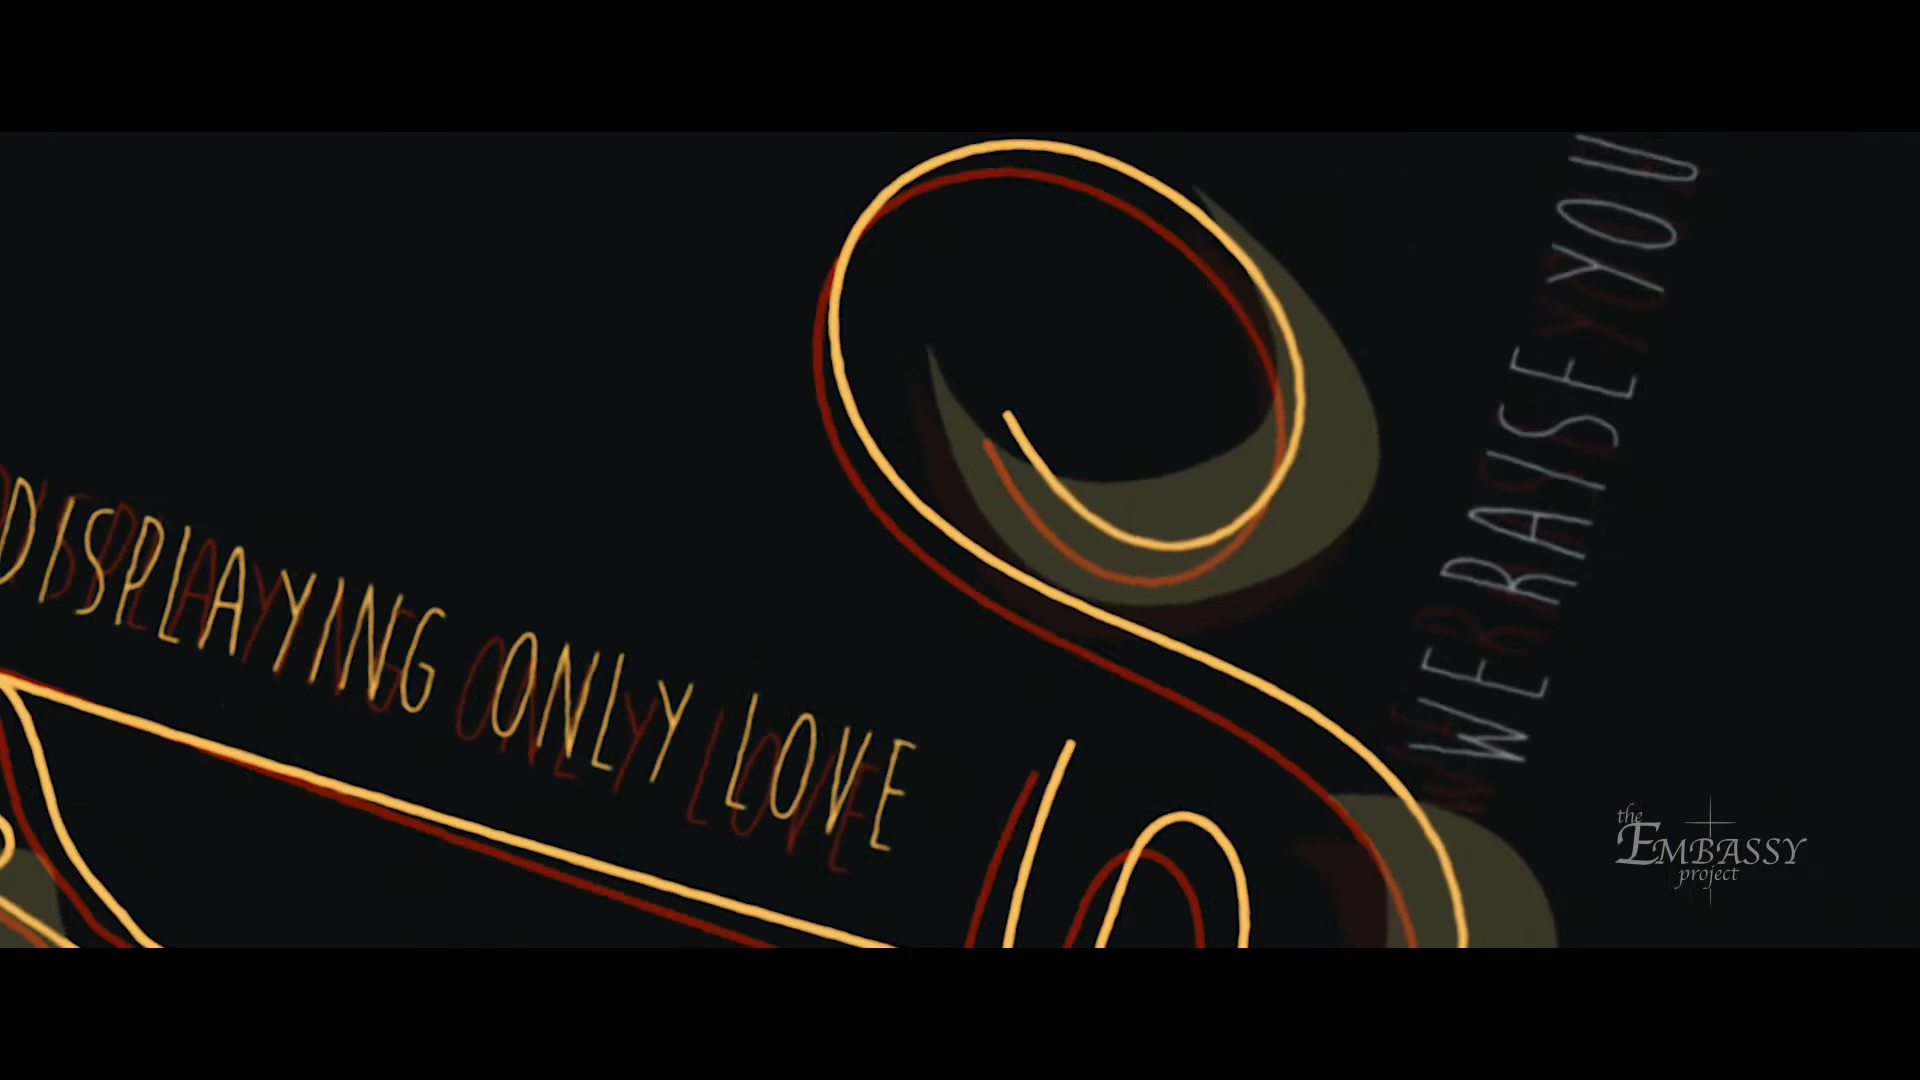 DISPLAYING ONLY LOVE
WE RAISE YOU
the
EMBASSY
project